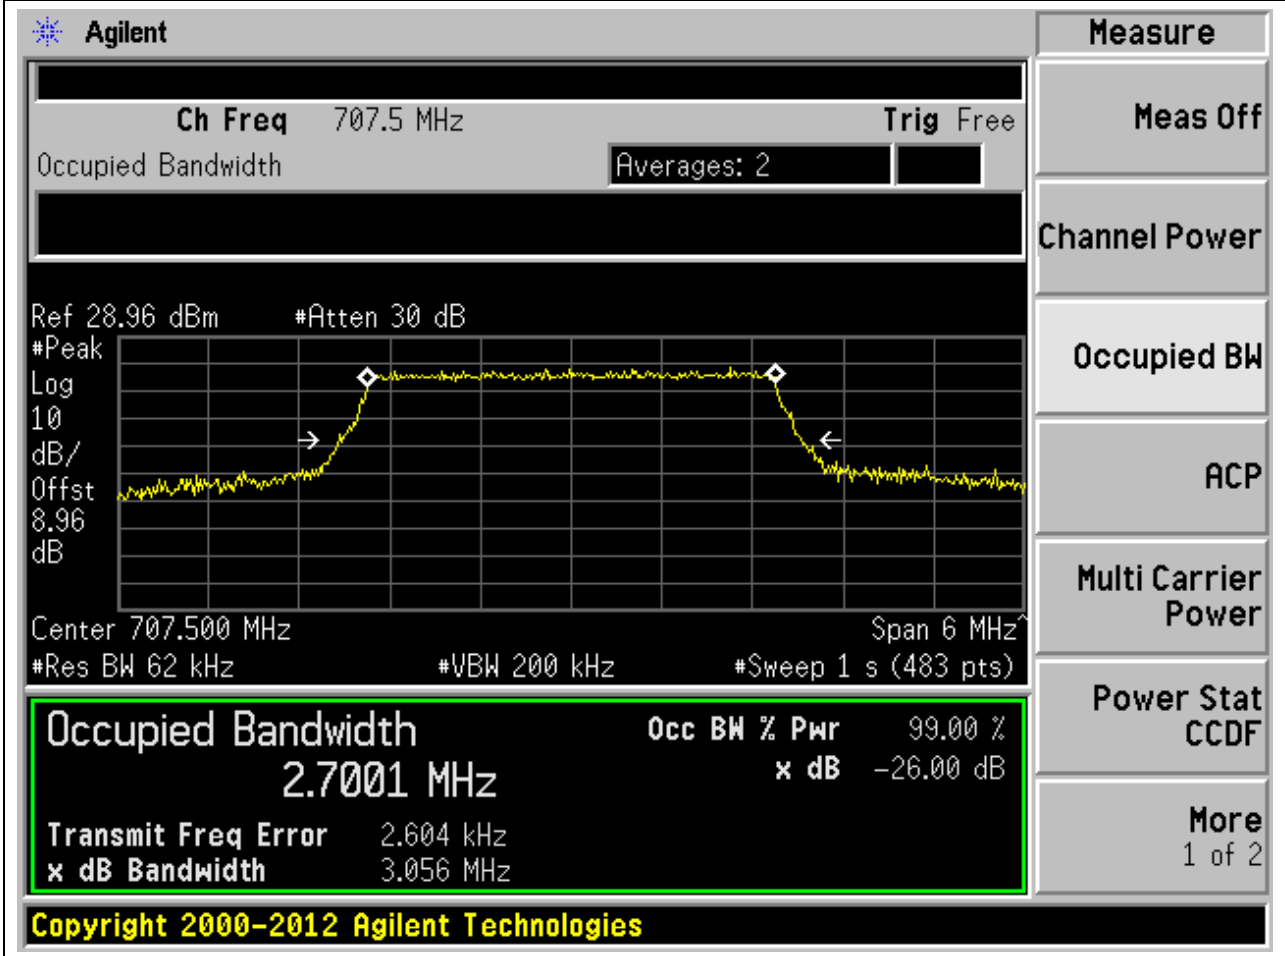 Agilent
Measure
Ch Freq 707.5 MHz Trig Free
Occupied Bandwidth Averages: 2
Ref 28.96 dBm #Atten 30 dB
#Peak
Log
10
dB/
Offst
8.96
dB
Center 707.500 MHz Span 6 MHz^
#Res BW 62 kHz #VBW 200 kHz #Sweep 1 s (483 pts)
Occupied Bandwidth
2.7001 MHz
Occ BW % Pwr 99.00 %
x dB -26.00 dB
Transmit Freq Error 2.604 kHz
x dB Bandwidth 3.056 MHz
Meas Off
Channel Power
Occupied BW
ACP
Multi Carrier
Power
Power Stat
CCDF
More
1 of 2
Copyright 2000-2012 Agilent Technologies